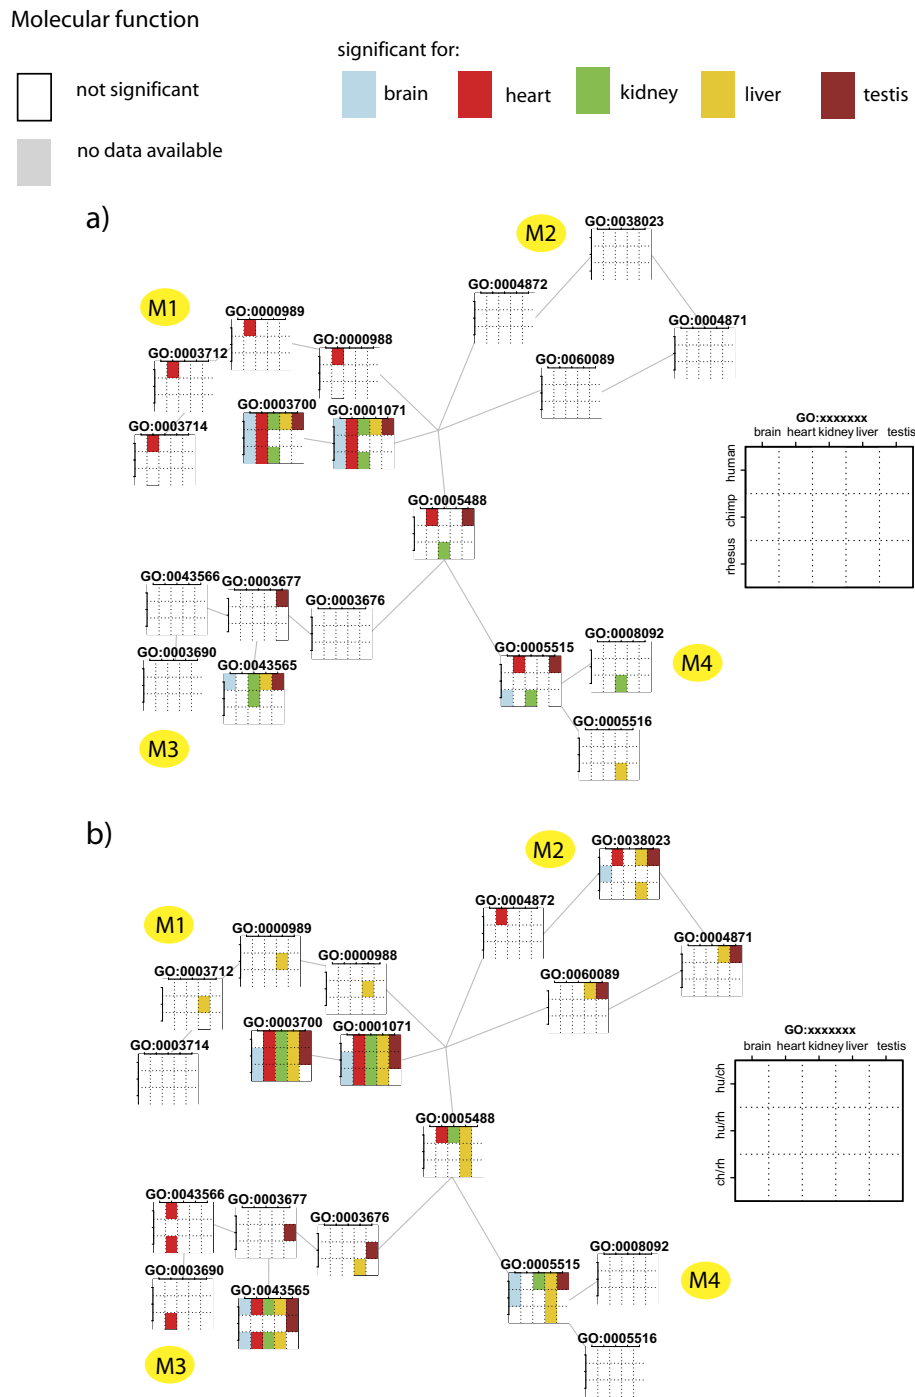 Molecular function
significant for:
not significant
brain
heart
kidney
liver
testis
no data available
a)
M2
GO:0038023
GO:0004872
M1
GO:0000989
GO:0004871
GO:0000988
GO:0003712
GO:0060089
GO:0003700
GO:0001071
GO:xxxxxxx
brain heart kidney liver testis
GO:0003714
human
chimp
rhesus
GO:0005488
GO:0043566
GO:0003677
GO:0003676
GO:0008092
GO:0005515
GO:0003690
GO:0043565
M4
GO:0005516
M3
b)
M2
GO:0038023
GO:0004872
M1
GO:0000989
GO:0004871
GO:0000988
GO:0003712
GO:0060089
GO:0003700
GO:0001071
GO:xxxxxxx
GO:0003714
brain heart kidney liver testis
hu/ch
hu/rh
ch/rh
GO:0005488
GO:0043566
GO:0003677
GO:0003676
GO:0008092
GO:0005515
GO:0003690
GO:0043565
M4
GO:0005516
M3